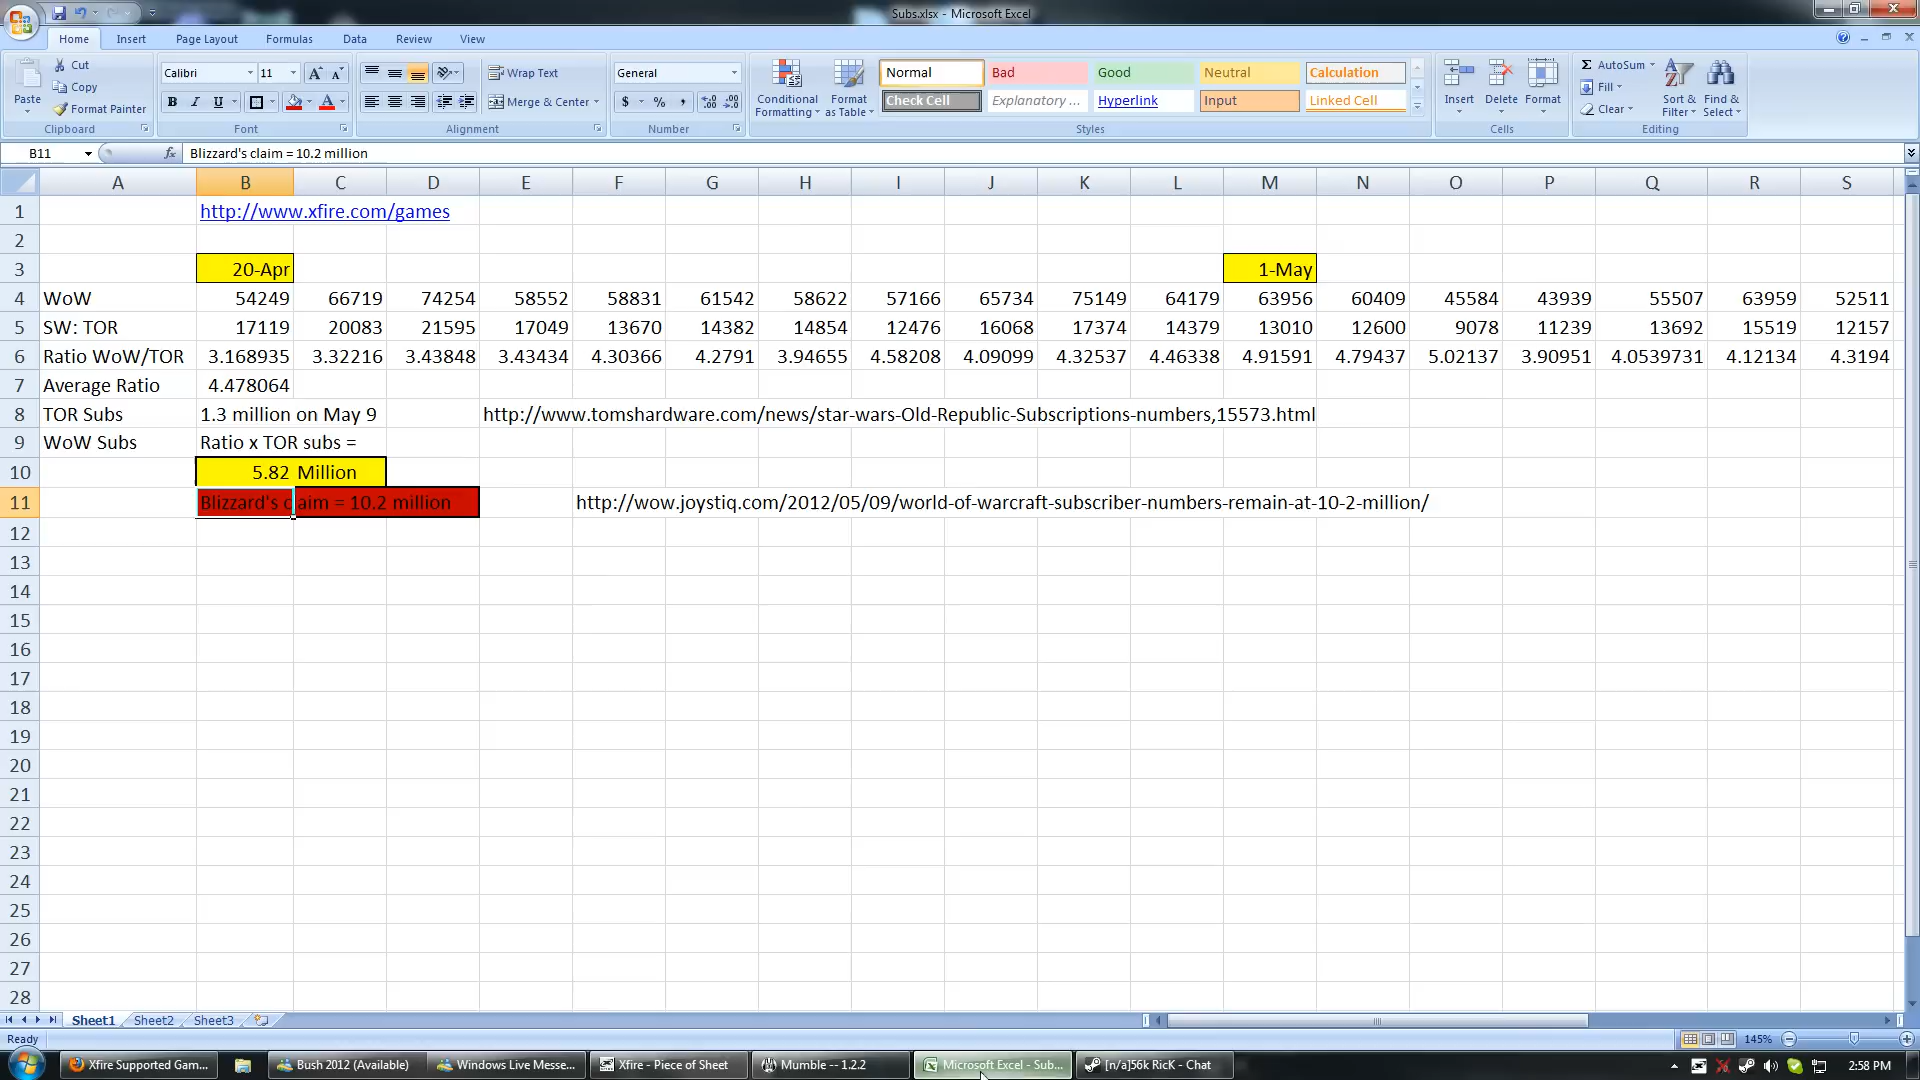 Subs.xlsx - Microsoft Excel
Home Insert Page Layout Formulas Data Review View
Paste
Cut
Copy
Format Painter
Clipboard
Calibri 11
B I U
Font
Wrap Text
Merge & Center
Alignment
General
$ % ,
Number
Conditional Formatting
Format as Table
Normal Bad Good Neutral Calculation
Check Cell Explanatory ... Hyperlink Input Linked Cell
Styles
Insert Delete Format
Cells
Σ AutoSum
Fill
Clear
Sort & Filter
Find & Select
Editing
B11 fx Blizzard's claim = 10.2 million
A B C D E F G H I J K L M N O P Q R S
1 http://www.xfire.com/games
2
3 20-Apr 1-May
4 WoW 54249 66719 74254 58552 58831 61542 58622 57166 65734 75149 64179 63956 60409 45584 43939 55507 63959 52511
5 SW: TOR 17119 20083 21595 17049 13670 14382 14854 12476 16068 17374 14379 13010 12600 9078 11239 13692 15519 12157
6 Ratio WoW/TOR 3.168935 3.32216 3.43848 3.43434 4.30366 4.2791 3.94655 4.58208 4.09099 4.32537 4.46338 4.91591 4.79437 5.02137 3.90951 4.0539731 4.12134 4.3194
7 Average Ratio 4.478064
8 TOR Subs 1.3 million on May 9 http://www.tomshardware.com/news/star-wars-Old-Republic-Subscriptions-numbers,15573.html
9 WoW Subs Ratio x TOR subs =
10 5.82 Million
11 Blizzard's claim = 10.2 million http://wow.joystiq.com/2012/05/09/world-of-warcraft-subscriber-numbers-remain-at-10-2-million/
12
13
14
15
16
17
18
19
20
21
22
23
24
25
26
27
28
Sheet1 Sheet2 Sheet3
Ready 145%
Xfire Supported Gam... Bush 2012 (Available) Windows Live Messe... Xfire - Piece of Sheet Mumble -- 1.2.2 Microsoft Excel - Sub... [n/a]56k RicK - Chat 2:58 PM